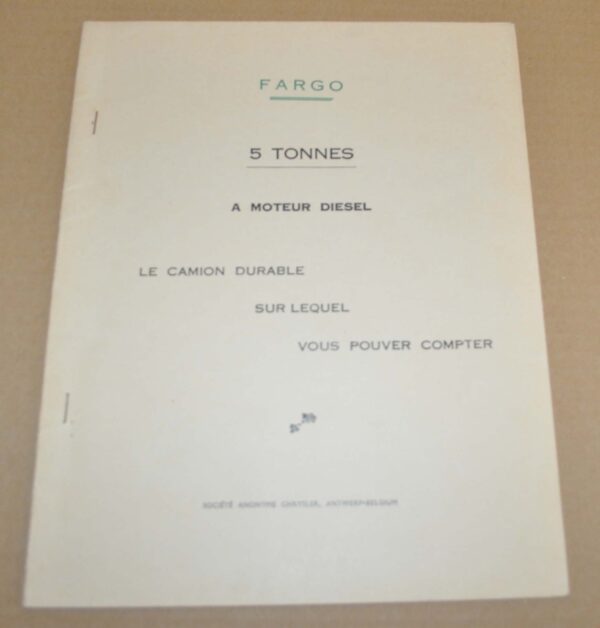 FARGO
5 TONNES
A MOTEUR DIESEL
LE CAMION DURABLE
SUR LEQUEL
VOUS POUVER COMPTER
SOCIÉTÉ ANONYME CHRYSLER, ANTWERP-BELGIUM